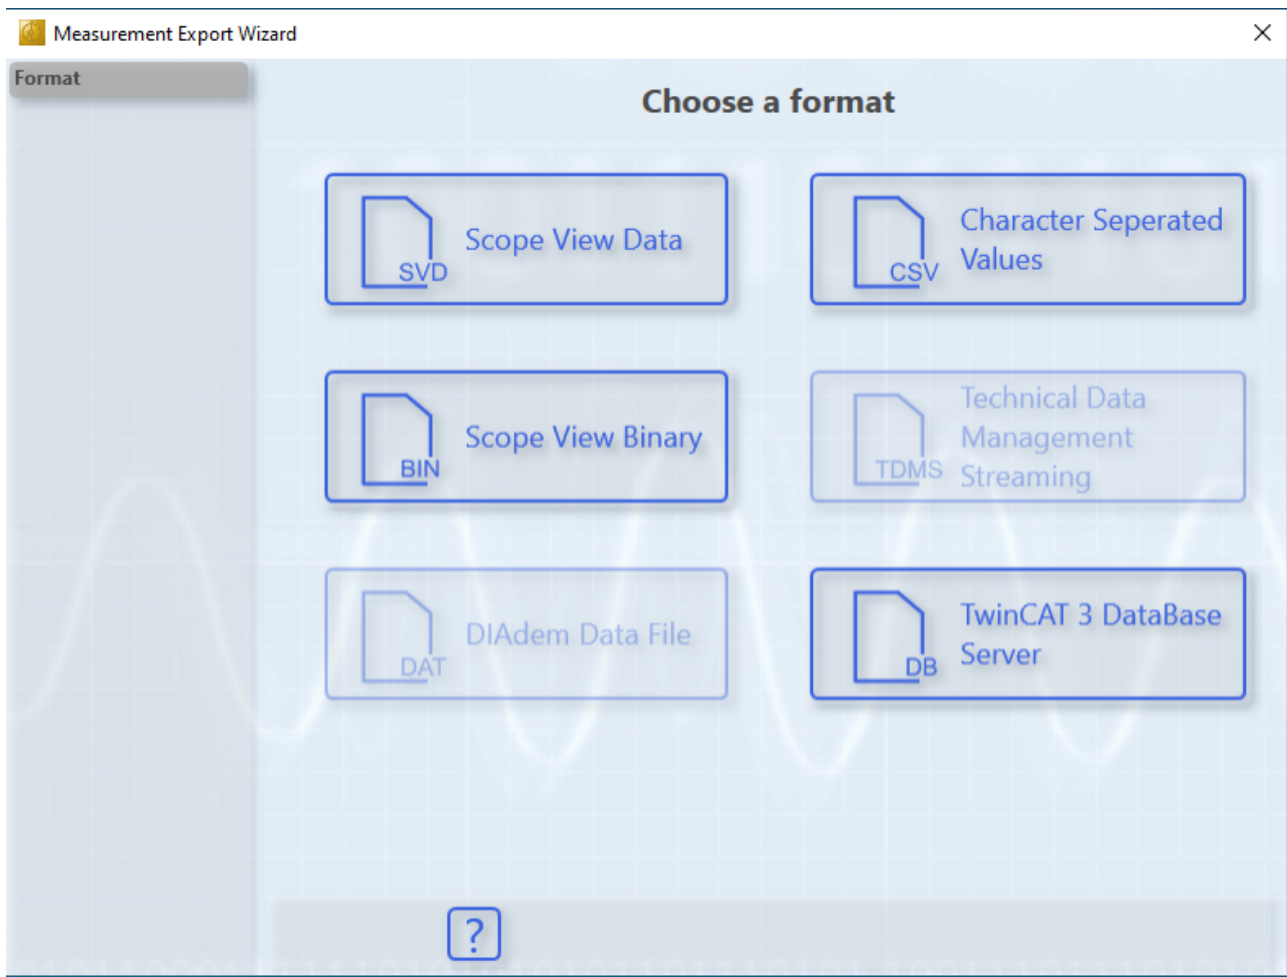 Measurement Export Wizard
Format
Choose a format
Scope View Data
SVD
Character Seperated
Values
CSV
Scope View Binary
BIN
Technical Data
Management
Streaming
TDMS
DIAdem Data File
DAT
TwinCAT 3 DataBase
Server
DB
?